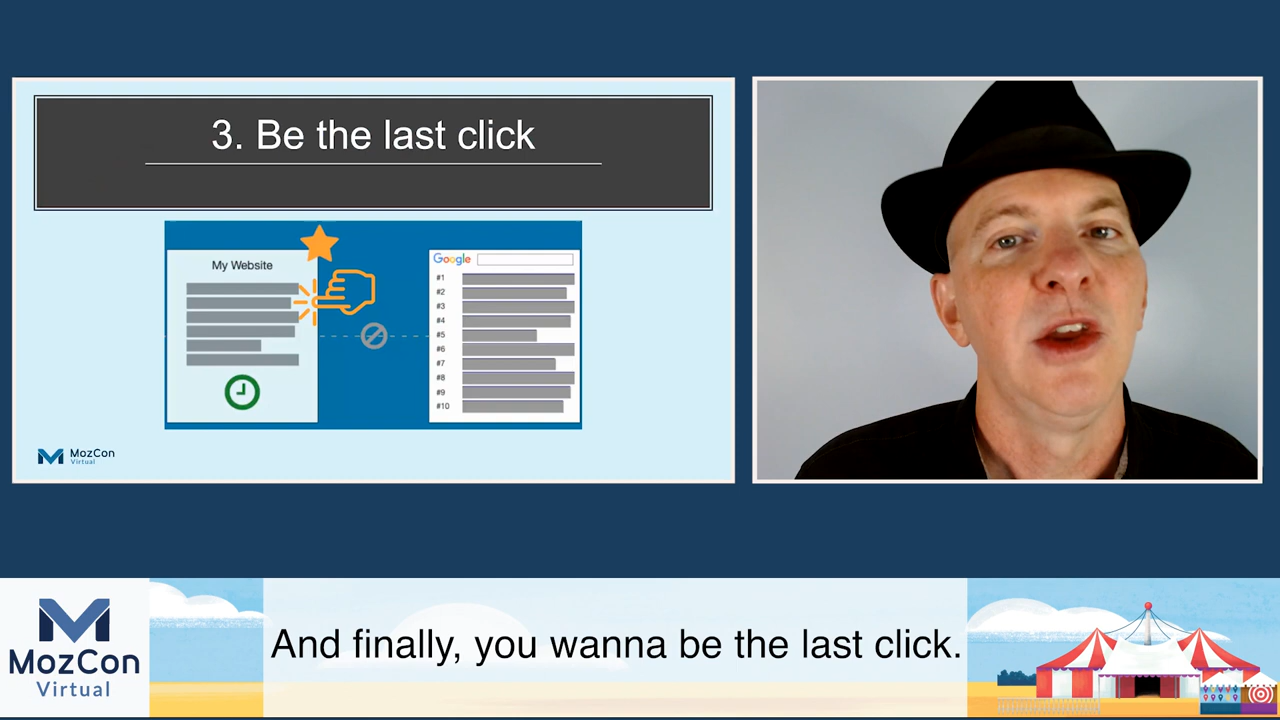 3. Be the last click
My Website
Google
#1
#2
#3
#4
#5
#6
#7
#8
#9
#10
MozCon
Virtual
MozCon
Virtual
And finally, you wanna be the last click.